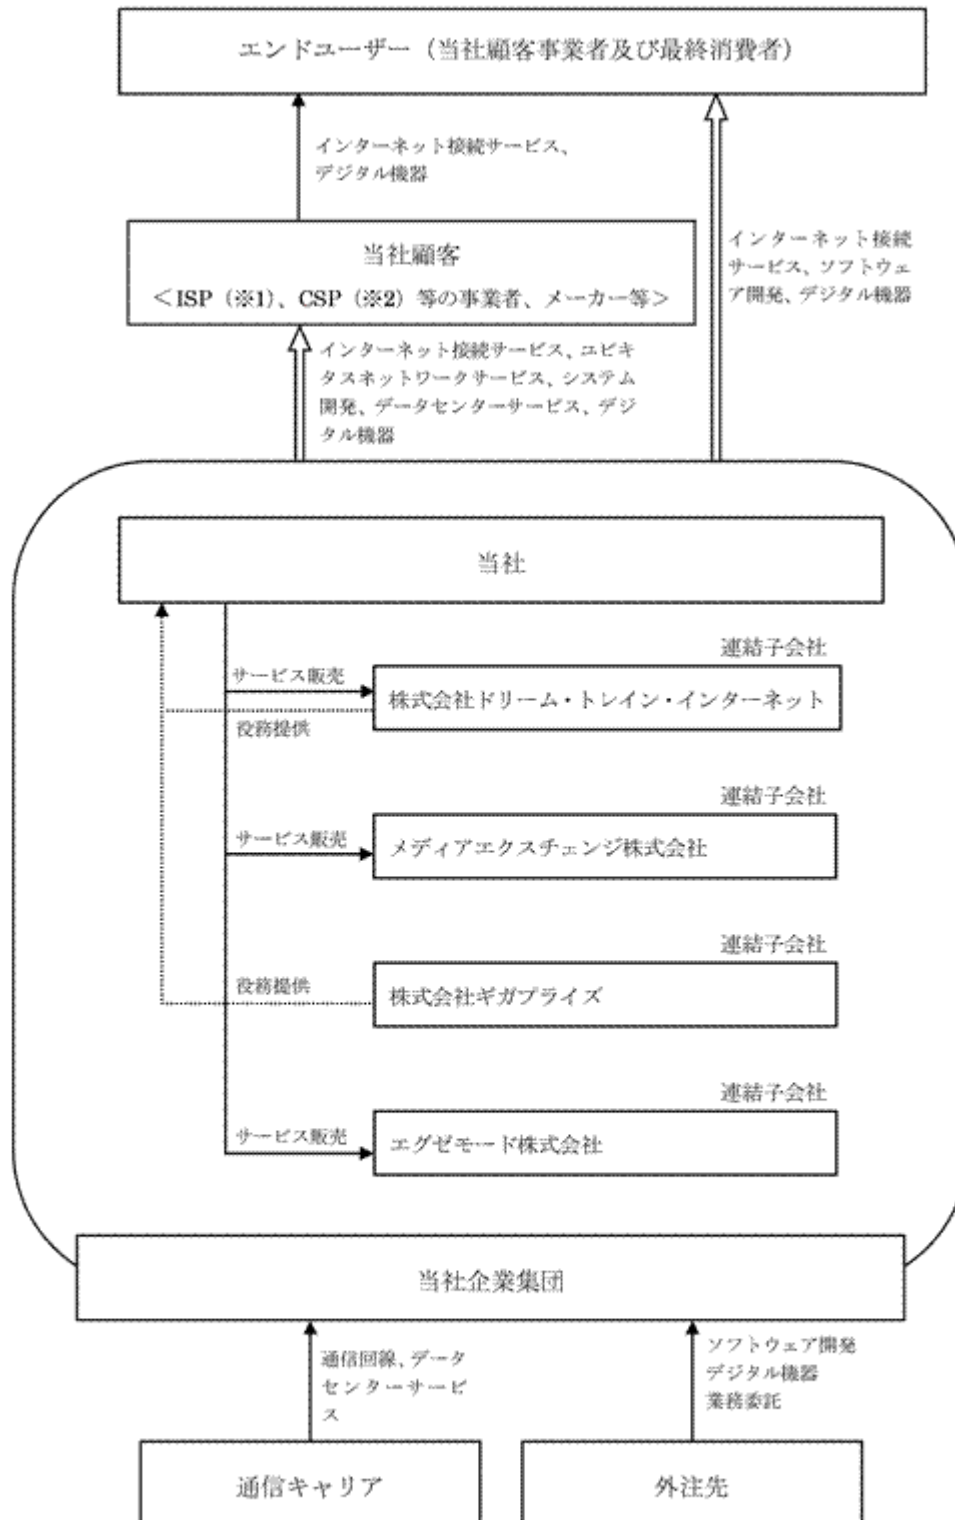 エンドユーザー（当社顧客事業者及び最終消費者）
インターネット接続サービス、
デジタル機器
当社顧客
＜ISP（※1）、CSP（※2）等の事業者、メーカー等＞
インターネット接続
サービス、ソフトウェ
ア開発、デジタル機器
インターネット接続サービス、ユビキ
タスネットワークサービス、システム
開発、データセンターサービス、デジ
タル機器
当社
連結子会社
サービス販売
株式会社ドリーム・トレイン・インターネット
役務提供
連結子会社
サービス販売
メディアエクスチェンジ株式会社
連結子会社
役務提供
株式会社ギガプライズ
連結子会社
サービス販売
エグゼモード株式会社
当社企業集団
通信回線、データ
センターサービ
ス
ソフトウェア開発
デジタル機器
業務委託
通信キャリア
外注先